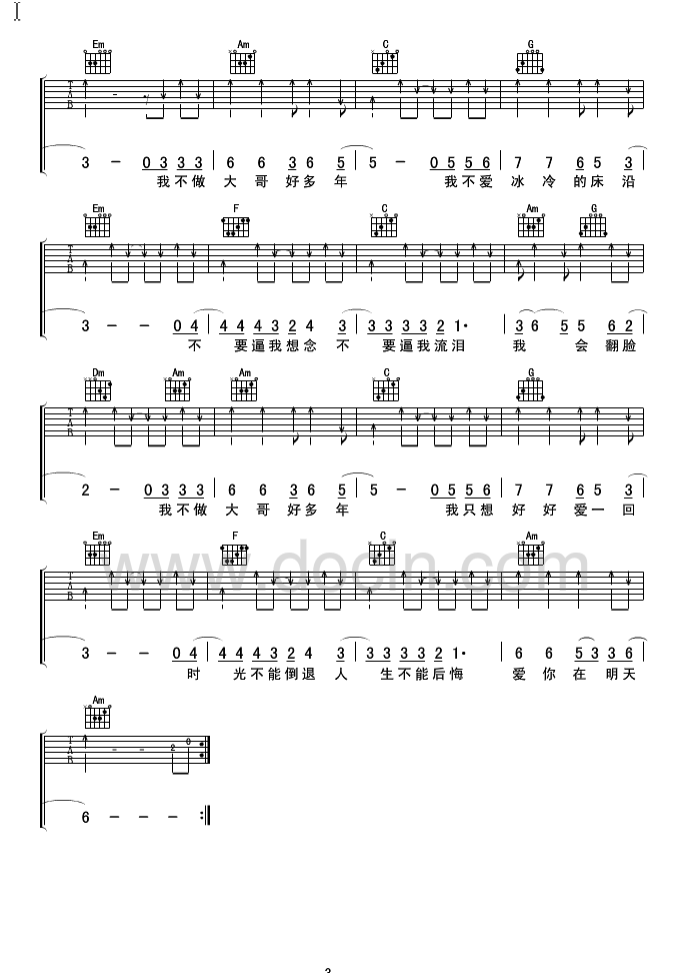 Em Am C G
T A B
3 — 0 3 3 3 | 6 6 3 6 5 | 5 — 0 5 5 6 | 7 7 6 5 3 |
我不做 大哥好多年 我不爱 冰冷的床沿
Em F C Am G
T A B
3 — — 0 4 | 4 4 4 3 2 4 3 | 3 3 3 3 2 1· | 3 6 5 5 6 2 |
不 要逼我想念 不 要逼我流泪 我 会 翻脸
Dm Am Am C G
T A B
2 — 0 3 3 3 | 6 6 3 6 5 | 5 — 0 5 5 6 | 7 7 6 5 3 |
我不做 大哥好多年 我只想 好好爱一回
Em F C Am
T A B
3 — — 0 4 | 4 4 4 3 2 4 3 | 3 3 3 3 2 1· | 6 6 5 3 3 6 |
时 光不能倒退 人 生不能后悔 爱你在明天
www.docin.com
Am
T A B
2 0
6 — — — :||
3